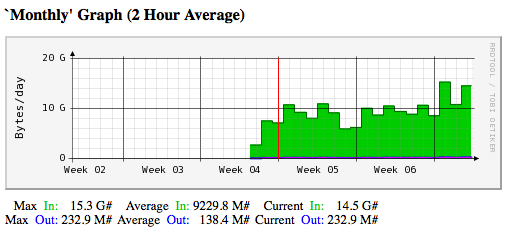 `Monthly' Graph (2 Hour Average)
RRDTOOL / TOBI OETIKER
Bytes/day
20 G
10 G
0
Week 02 Week 03 Week 04 Week 05 Week 06
Max In: 15.3 G# Average In: 9229.8 M# Current In: 14.5 G#
Max Out: 232.9 M# Average Out: 138.4 M# Current Out: 232.9 M#